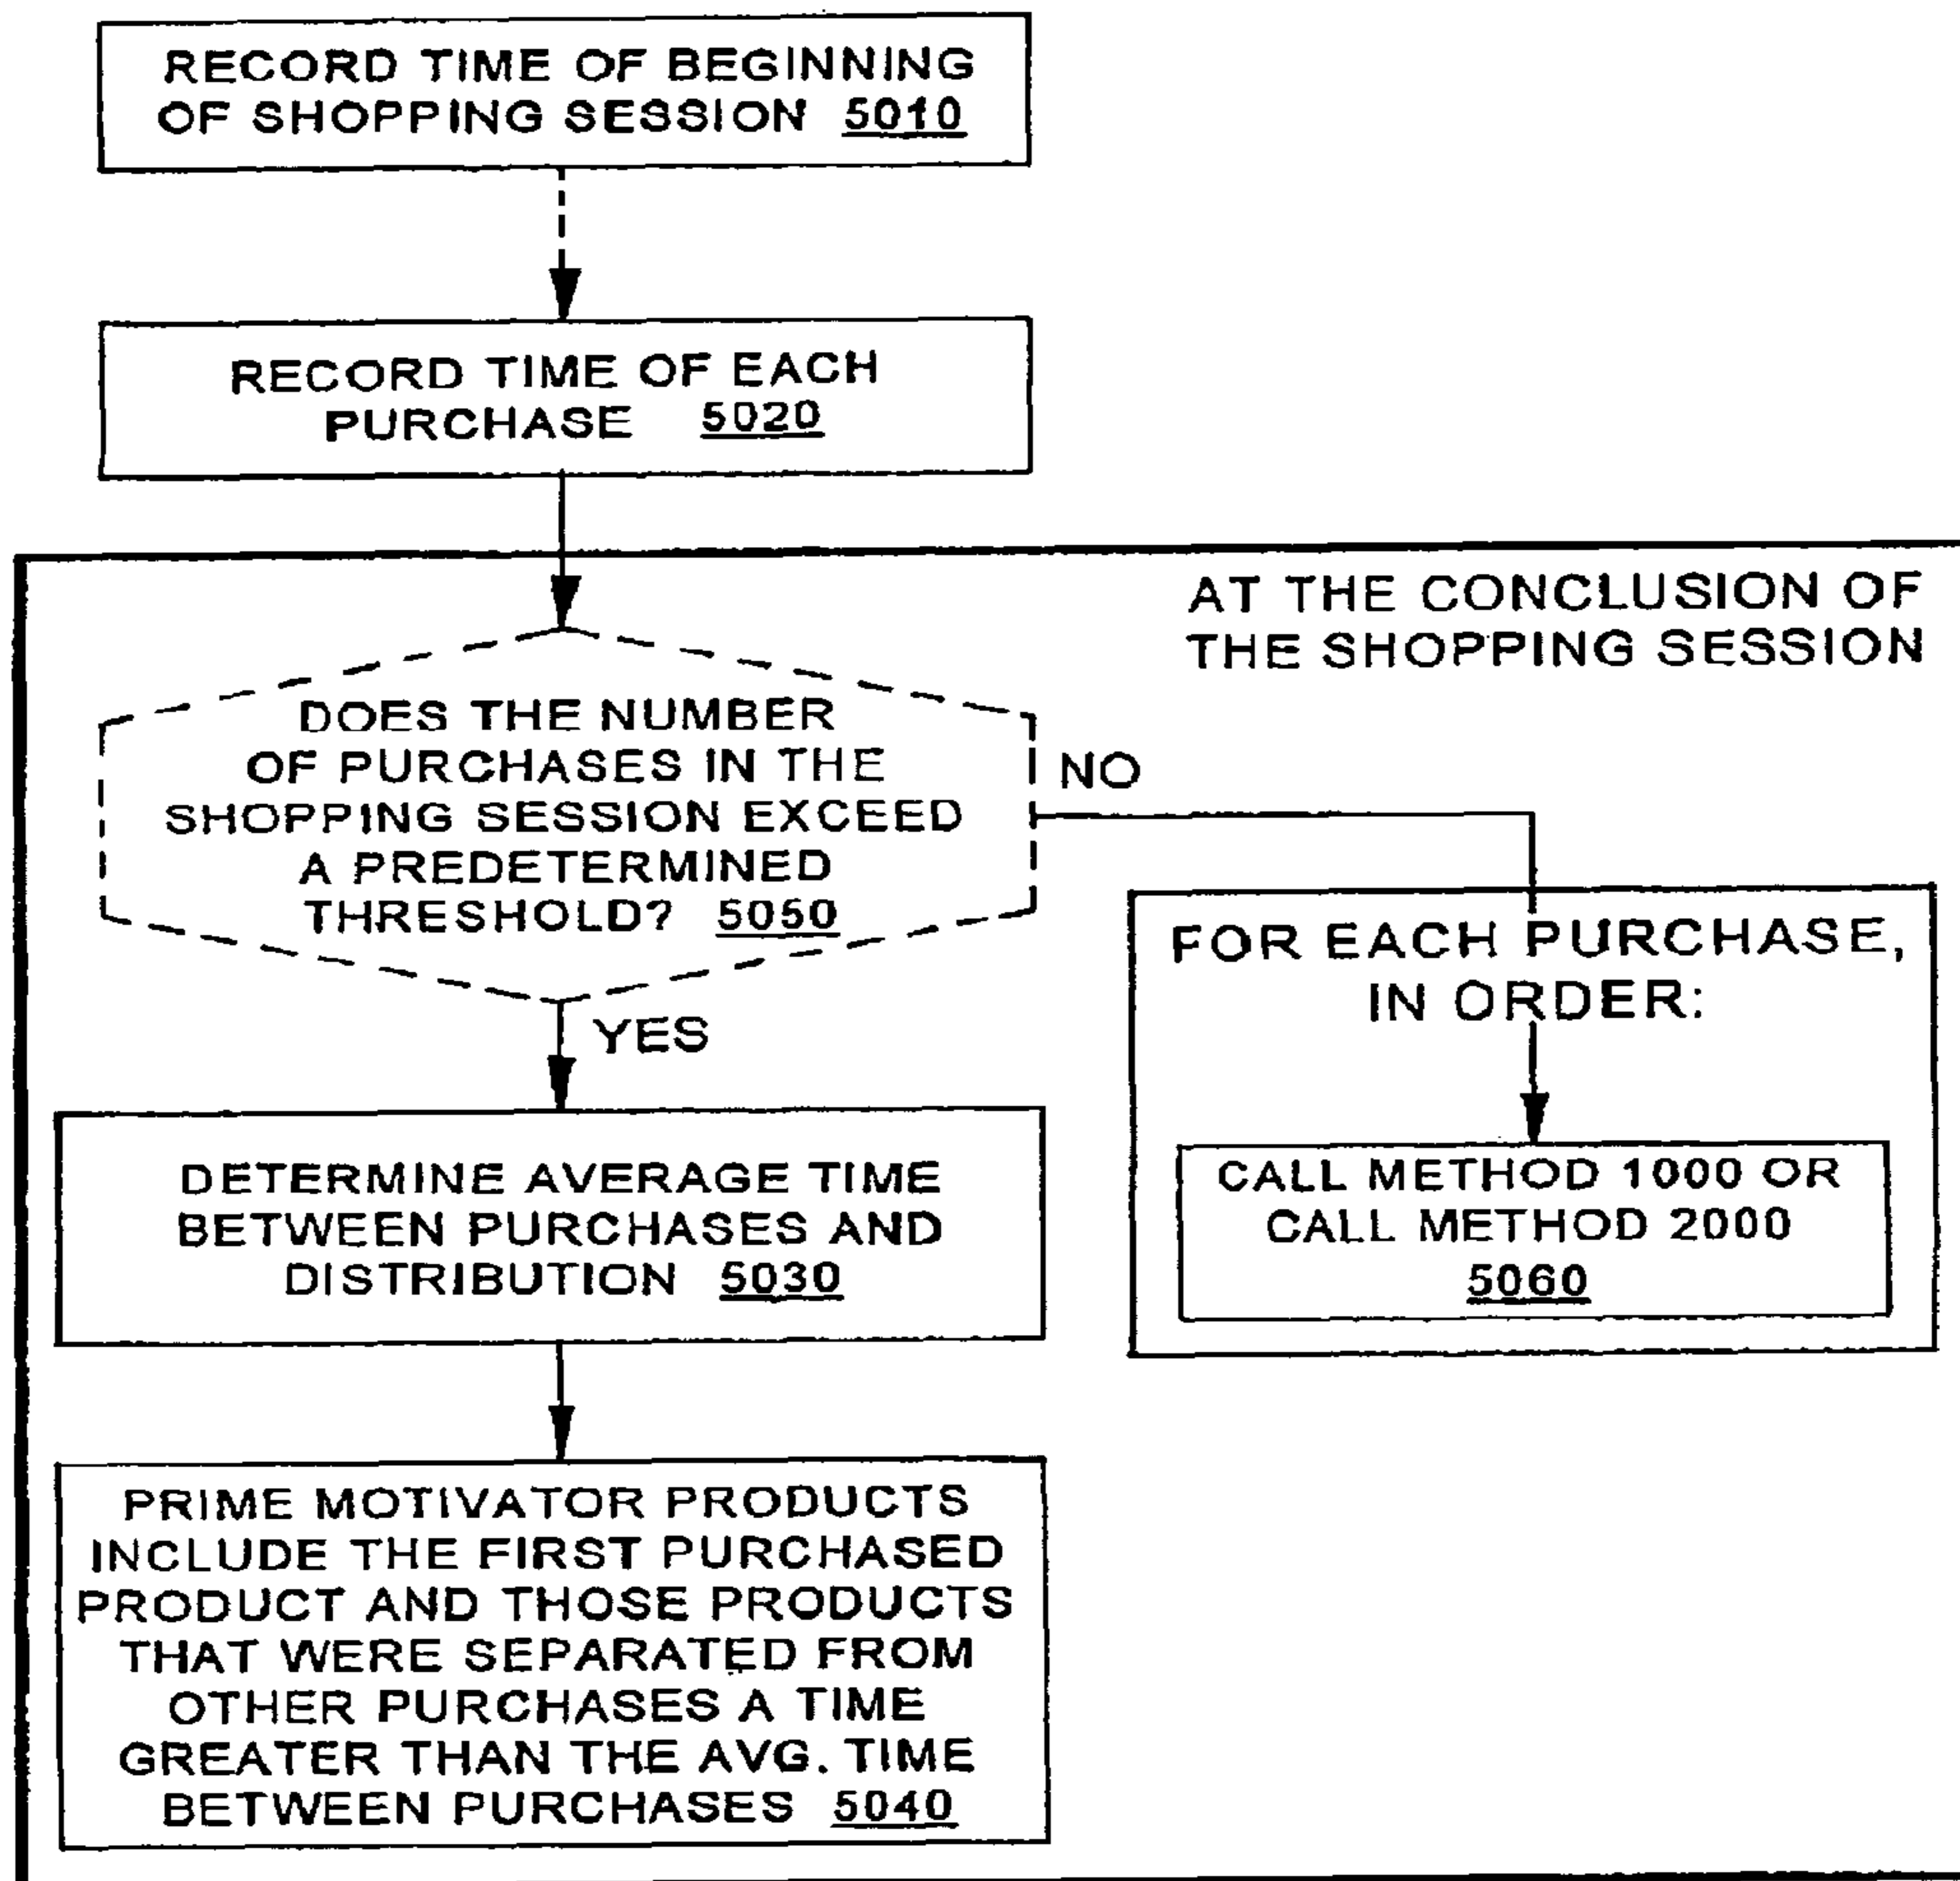 RECORD TIME OF BEGINNING
OF SHOPPING SESSION 5010
RECORD TIME OF EACH
PURCHASE 5020
AT THE CONCLUSION OF
THE SHOPPING SESSION
DOES THE NUMBER
OF PURCHASES IN THE
SHOPPING SESSION EXCEED
A PREDETERMINED
THRESHOLD? 5050
NO
YES
FOR EACH PURCHASE,
IN ORDER:
CALL METHOD 1000 OR
CALL METHOD 2000
5060
DETERMINE AVERAGE TIME
BETWEEN PURCHASES AND
DISTRIBUTION 5030
PRIME MOTIVATOR PRODUCTS
INCLUDE THE FIRST PURCHASED
PRODUCT AND THOSE PRODUCTS
THAT WERE SEPARATED FROM
OTHER PURCHASES A TIME
GREATER THAN THE AVG. TIME
BETWEEN PURCHASES 5040